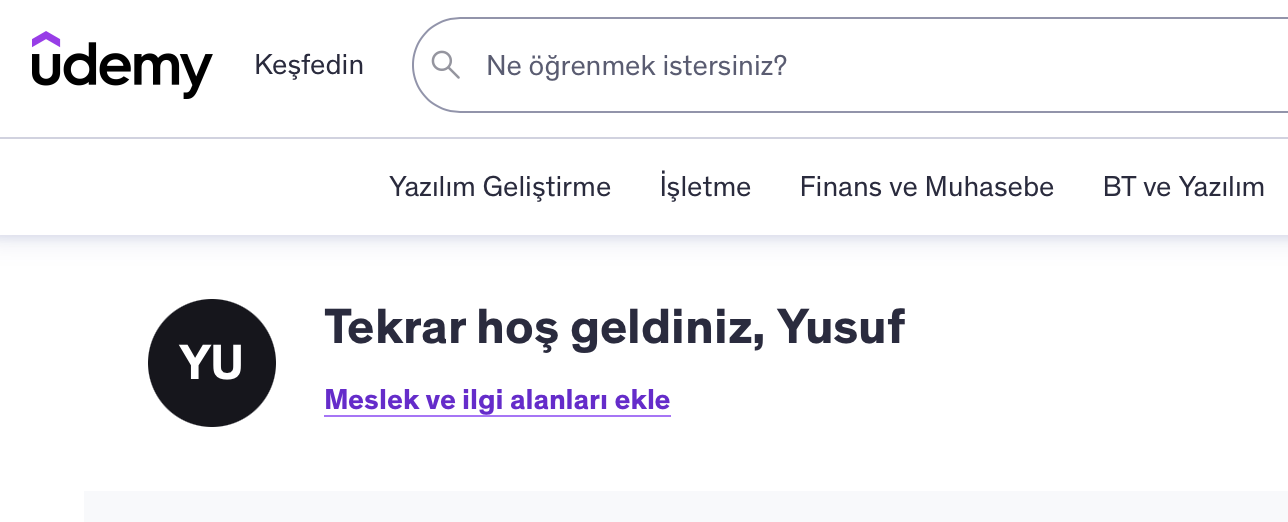 udemy
Keşfedin
Ne öğrenmek istersiniz?
Yazılım Geliştirme
İşletme
Finans ve Muhasebe
BT ve Yazılım
YU
Tekrar hoş geldiniz, Yusuf
Meslek ve ilgi alanları ekle